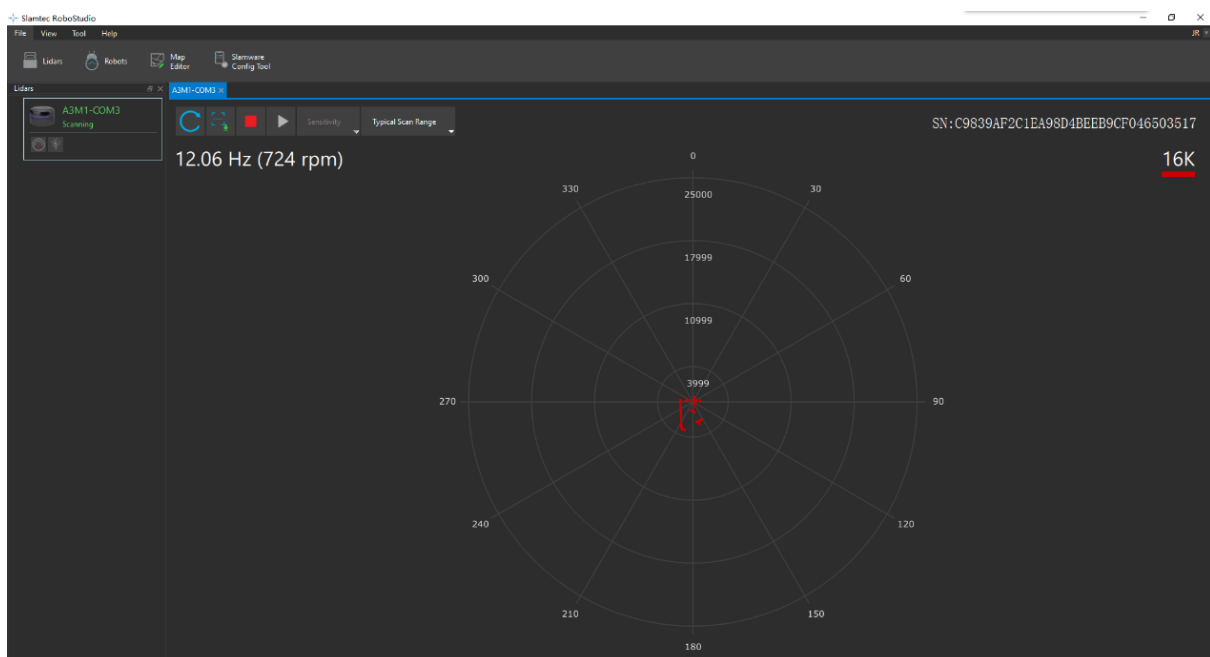 Slamtec RoboStudio
File View Tool Help
JR
Lidars Robots Map Editor Slamware Config Tool
Lidars
A3M1-COM3
A3M1-COM3
Scanning
Sensitivity Typical Scan Range
SN:C9839AF2C1EA98D4BEEB9CF046503517
12.06 Hz (724 rpm)
16K
0
330
30
25000
17999
300
60
10999
3999
270
90
240
120
210
150
180